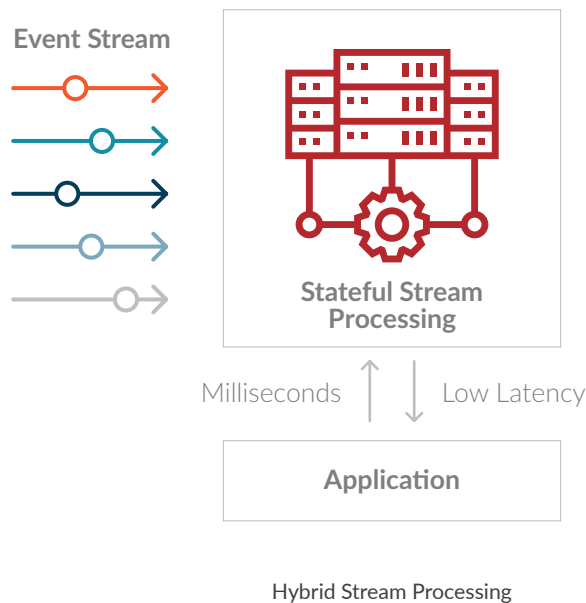 Event Stream
Stateful Stream
Processing
Milliseconds
Low Latency
Application
Hybrid Stream Processing